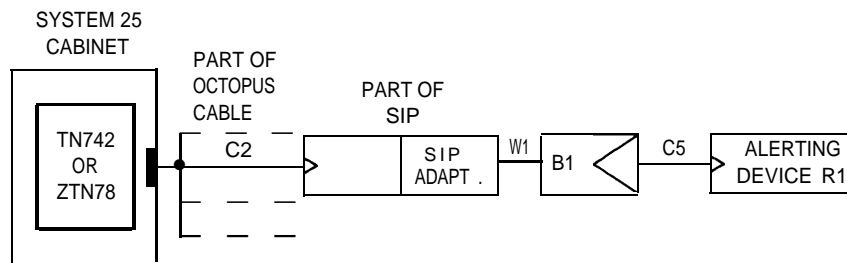 SYSTEM 25
CABINET
PART OF
OCTOPUS
CABLE
PART OF
SIP
TN742
OR
ZTN78
C2
SIP
ADAPT .
W1
B1
C5
ALERTING
DEVICE R1